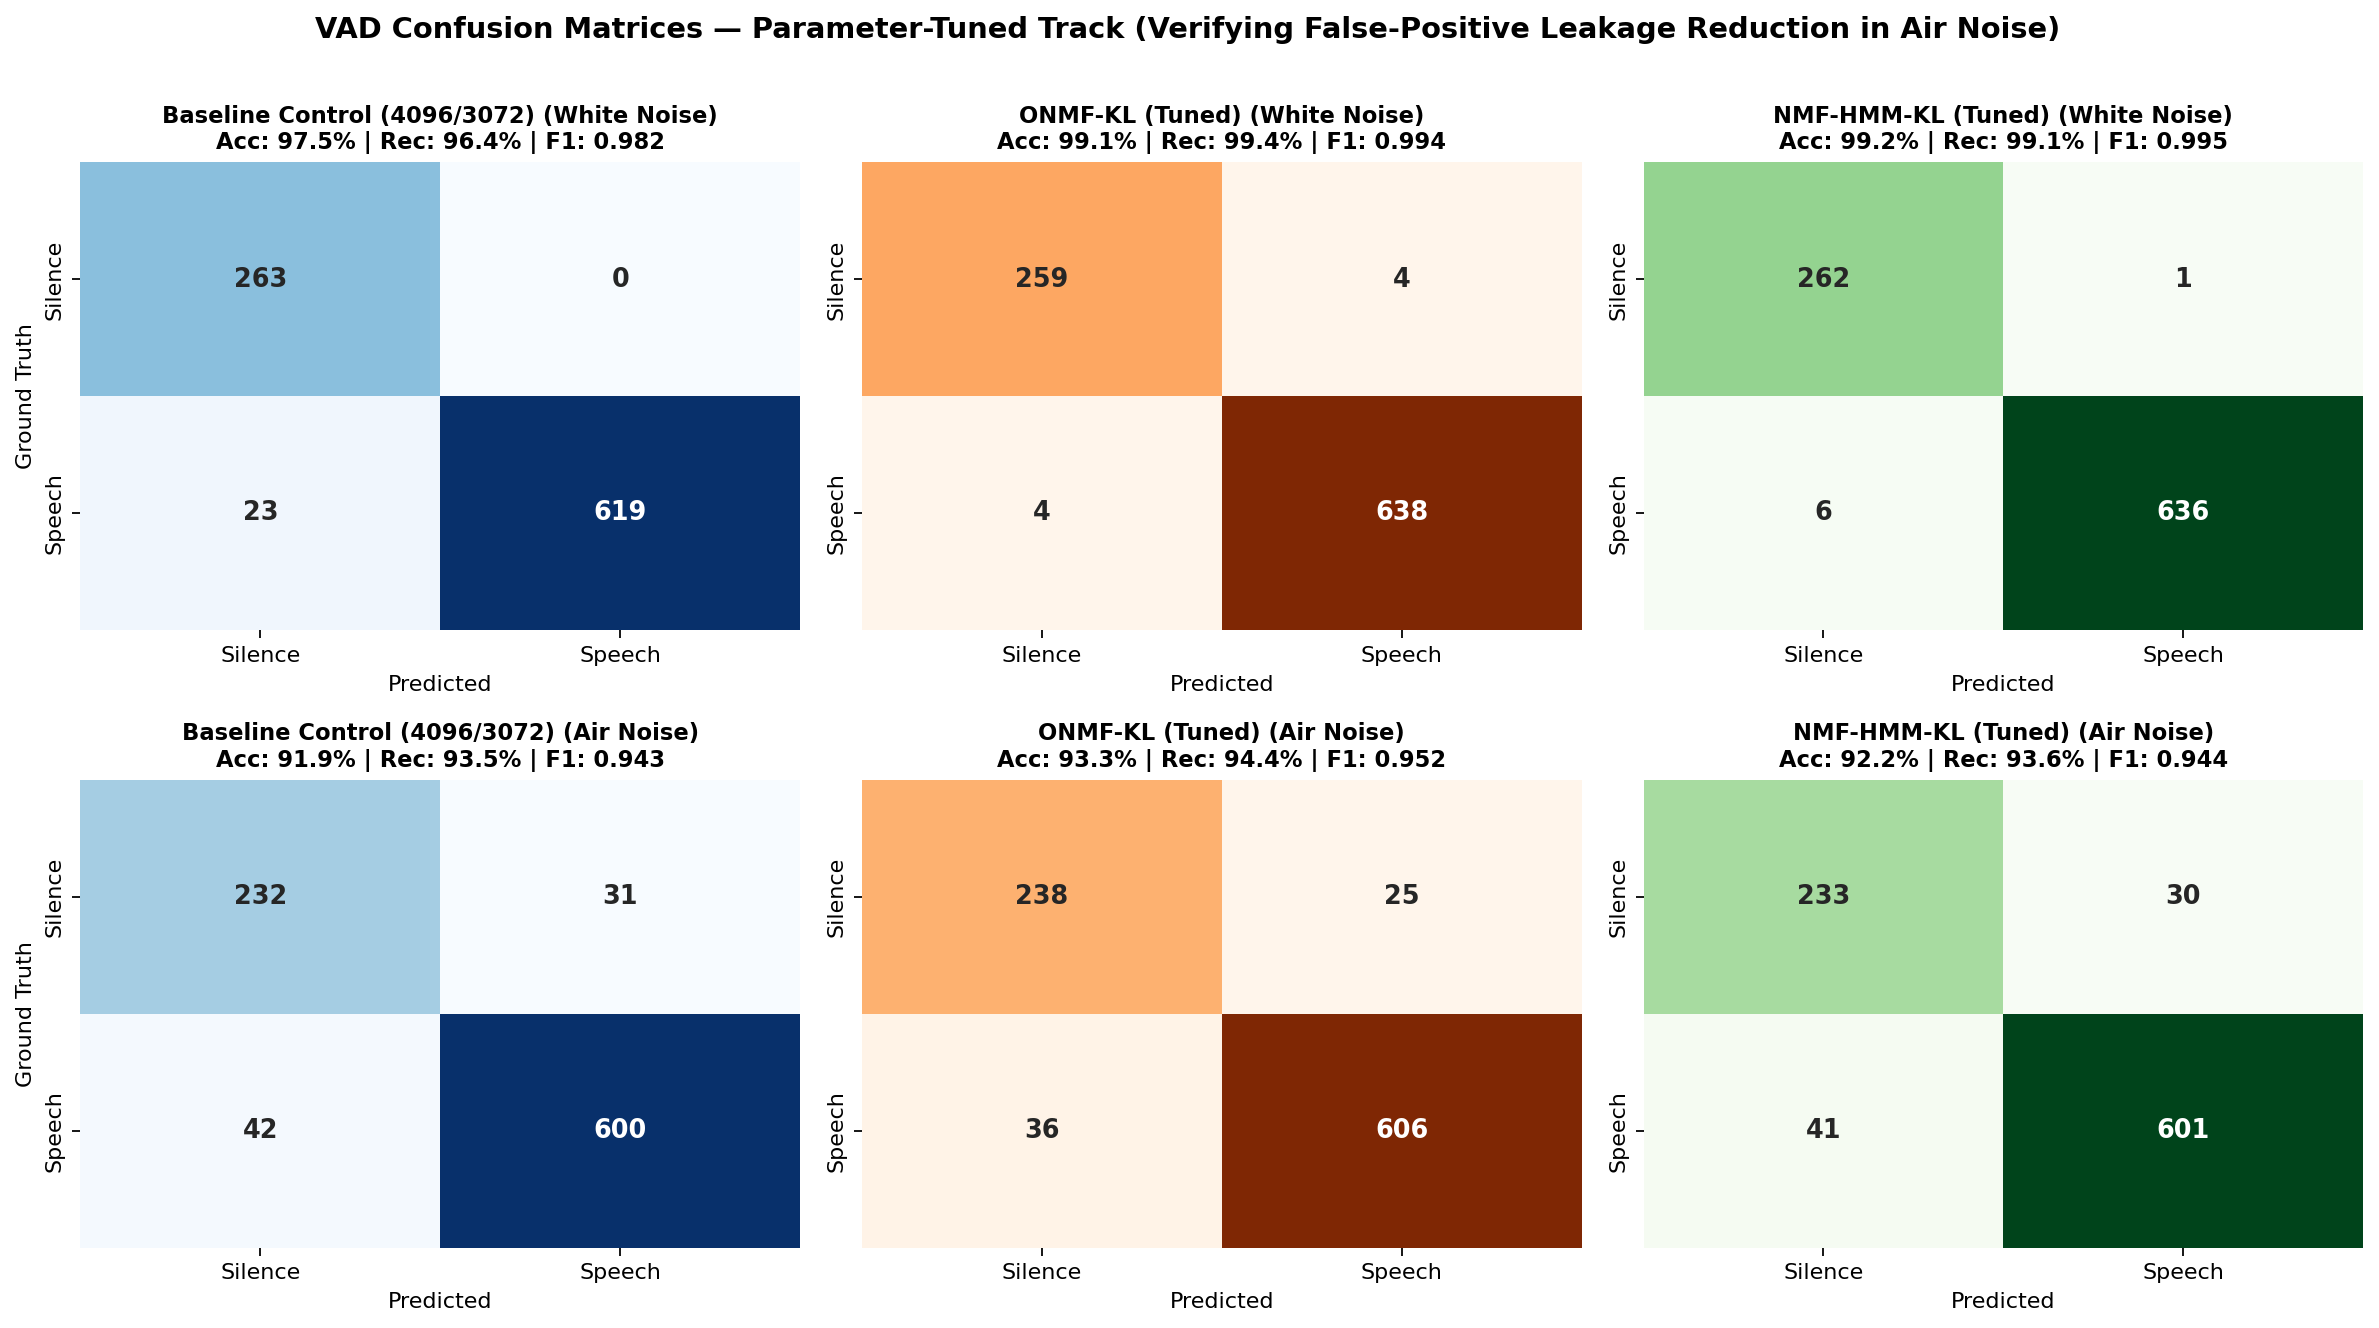 VAD Confusion Matrices — Parameter-Tuned Track (Verifying False-Positive Leakage Reduction in Air Noise)
Baseline Control (4096/3072) (White Noise)
Acc: 97.5% | Rec: 96.4% | F1: 0.982
Ground Truth
Silence
263
0
Speech
23
619
Silence
Speech
Predicted
ONMF-KL (Tuned) (White Noise)
Acc: 99.1% | Rec: 99.4% | F1: 0.994
Silence
259
4
Speech
4
638
Silence
Speech
Predicted
NMF-HMM-KL (Tuned) (White Noise)
Acc: 99.2% | Rec: 99.1% | F1: 0.995
Silence
262
1
Speech
6
636
Silence
Speech
Predicted
Baseline Control (4096/3072) (Air Noise)
Acc: 91.9% | Rec: 93.5% | F1: 0.943
Ground Truth
Silence
232
31
Speech
42
600
Silence
Speech
Predicted
ONMF-KL (Tuned) (Air Noise)
Acc: 93.3% | Rec: 94.4% | F1: 0.952
Silence
238
25
Speech
36
606
Silence
Speech
Predicted
NMF-HMM-KL (Tuned) (Air Noise)
Acc: 92.2% | Rec: 93.6% | F1: 0.944
Silence
233
30
Speech
41
601
Silence
Speech
Predicted